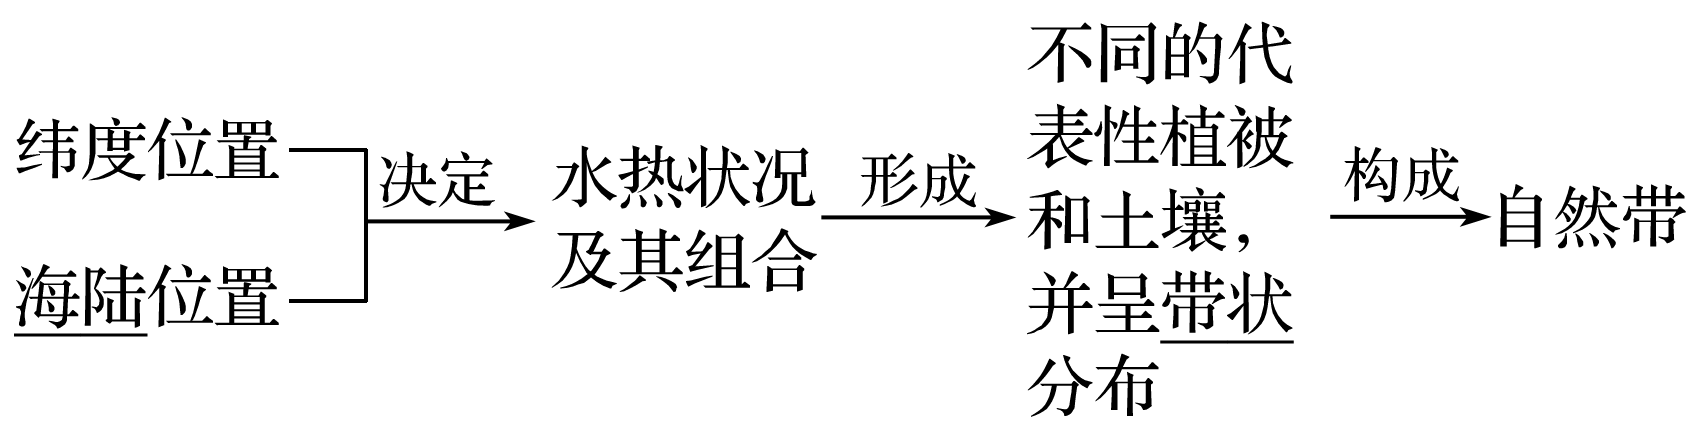 纬度位置
海陆位置
决定
水热状况
及其组合
形成
不同的代
表性植被
和土壤，
并呈带状
分布
构成
自然带